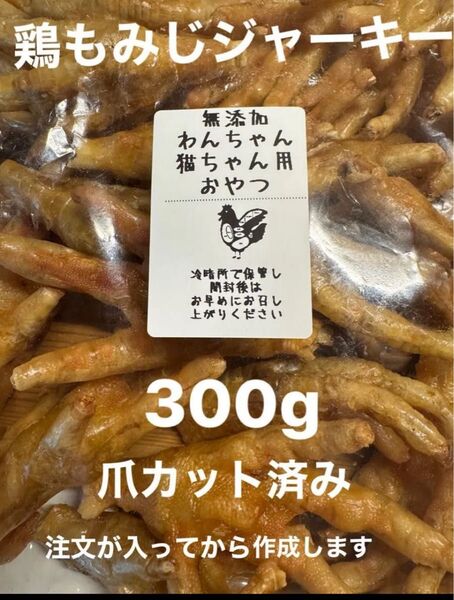 鶏もみじジャーキー
無添加
わんちゃん
猫ちゃん用
おやつ
冷暗所で保管し
開封後は
お早めにお召し
上がりください
300g
爪カット済み
注文が入ってから作成します